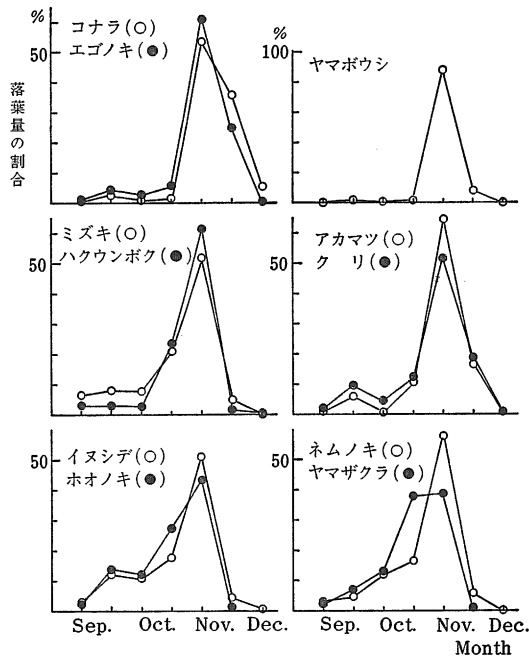 %
50
コナラ(○)
エゴノキ(●)
落葉量の割合
%
100
ヤマボウシ
50
ミズキ(○)
ハクウンボク(●)
50
アカマツ(○)
ク リ(●)
50
イヌシデ(○)
ホオノキ(●)
50
ネムノキ(○)
ヤマザクラ(●)
Sep. Oct. Nov. Dec.
Sep. Oct. Nov. Dec.
Month